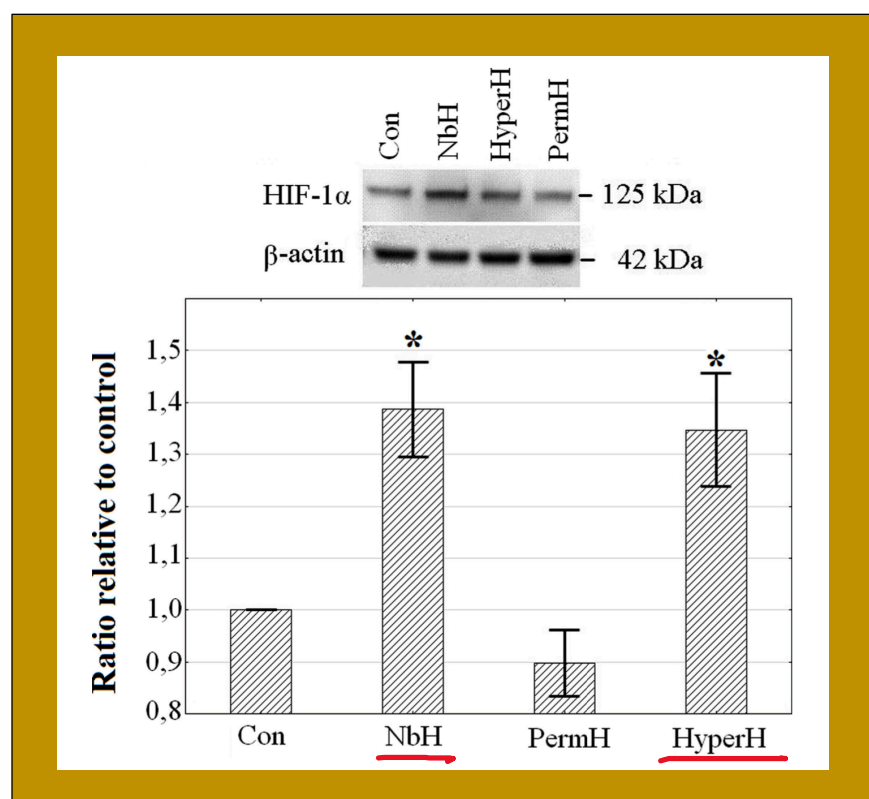 Con NbH HyperH PermH
HIF-1α - 125 kDa
β-actin - 42 kDa
Ratio relative to control
1,5
1,4
1,3
1,2
1,1
1,0
0,9
0,8
* *
Con NbH PermH HyperH